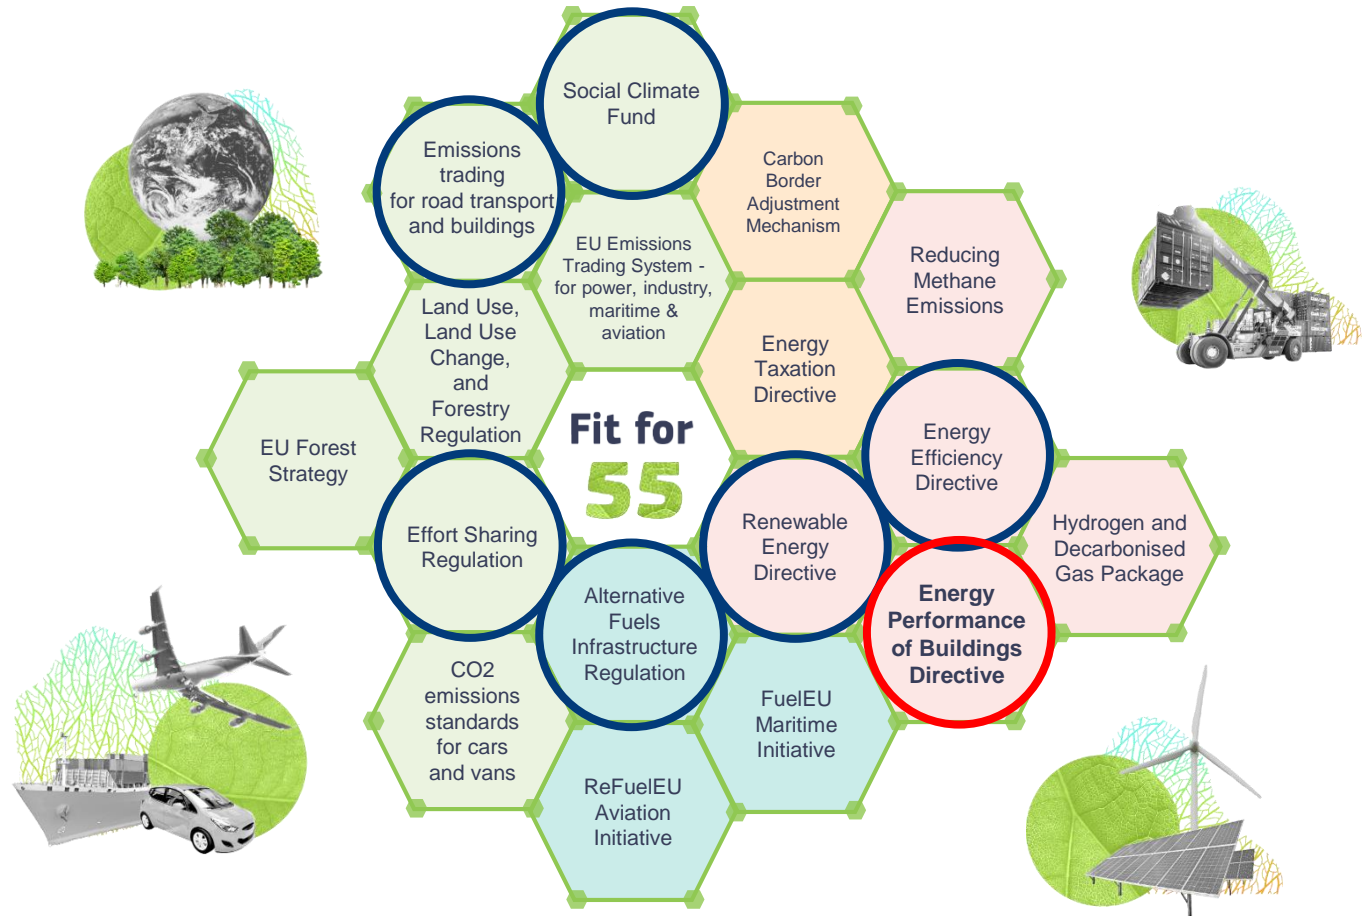 Social Climate
Fund
Emissions
trading
for road transport
and buildings
Carbon
Border
Adjustment
Mechanism
EU Emissions
Trading System -
for power, industry,
maritime &
aviation
Reducing
Methane
Emissions
Land Use,
Land Use
Change,
and
Forestry
Regulation
Energy
Taxation
Directive
EU Forest
Strategy
Fit for
55
Energy
Efficiency
Directive
Effort Sharing
Regulation
Renewable
Energy
Directive
Hydrogen and
Decarbonised
Gas Package
Alternative
Fuels
Infrastructure
Regulation
Energy
Performance
of Buildings
Directive
CO2
emissions
standards
for cars
and vans
FuelEU
Maritime
Initiative
ReFuelEU
Aviation
Initiative